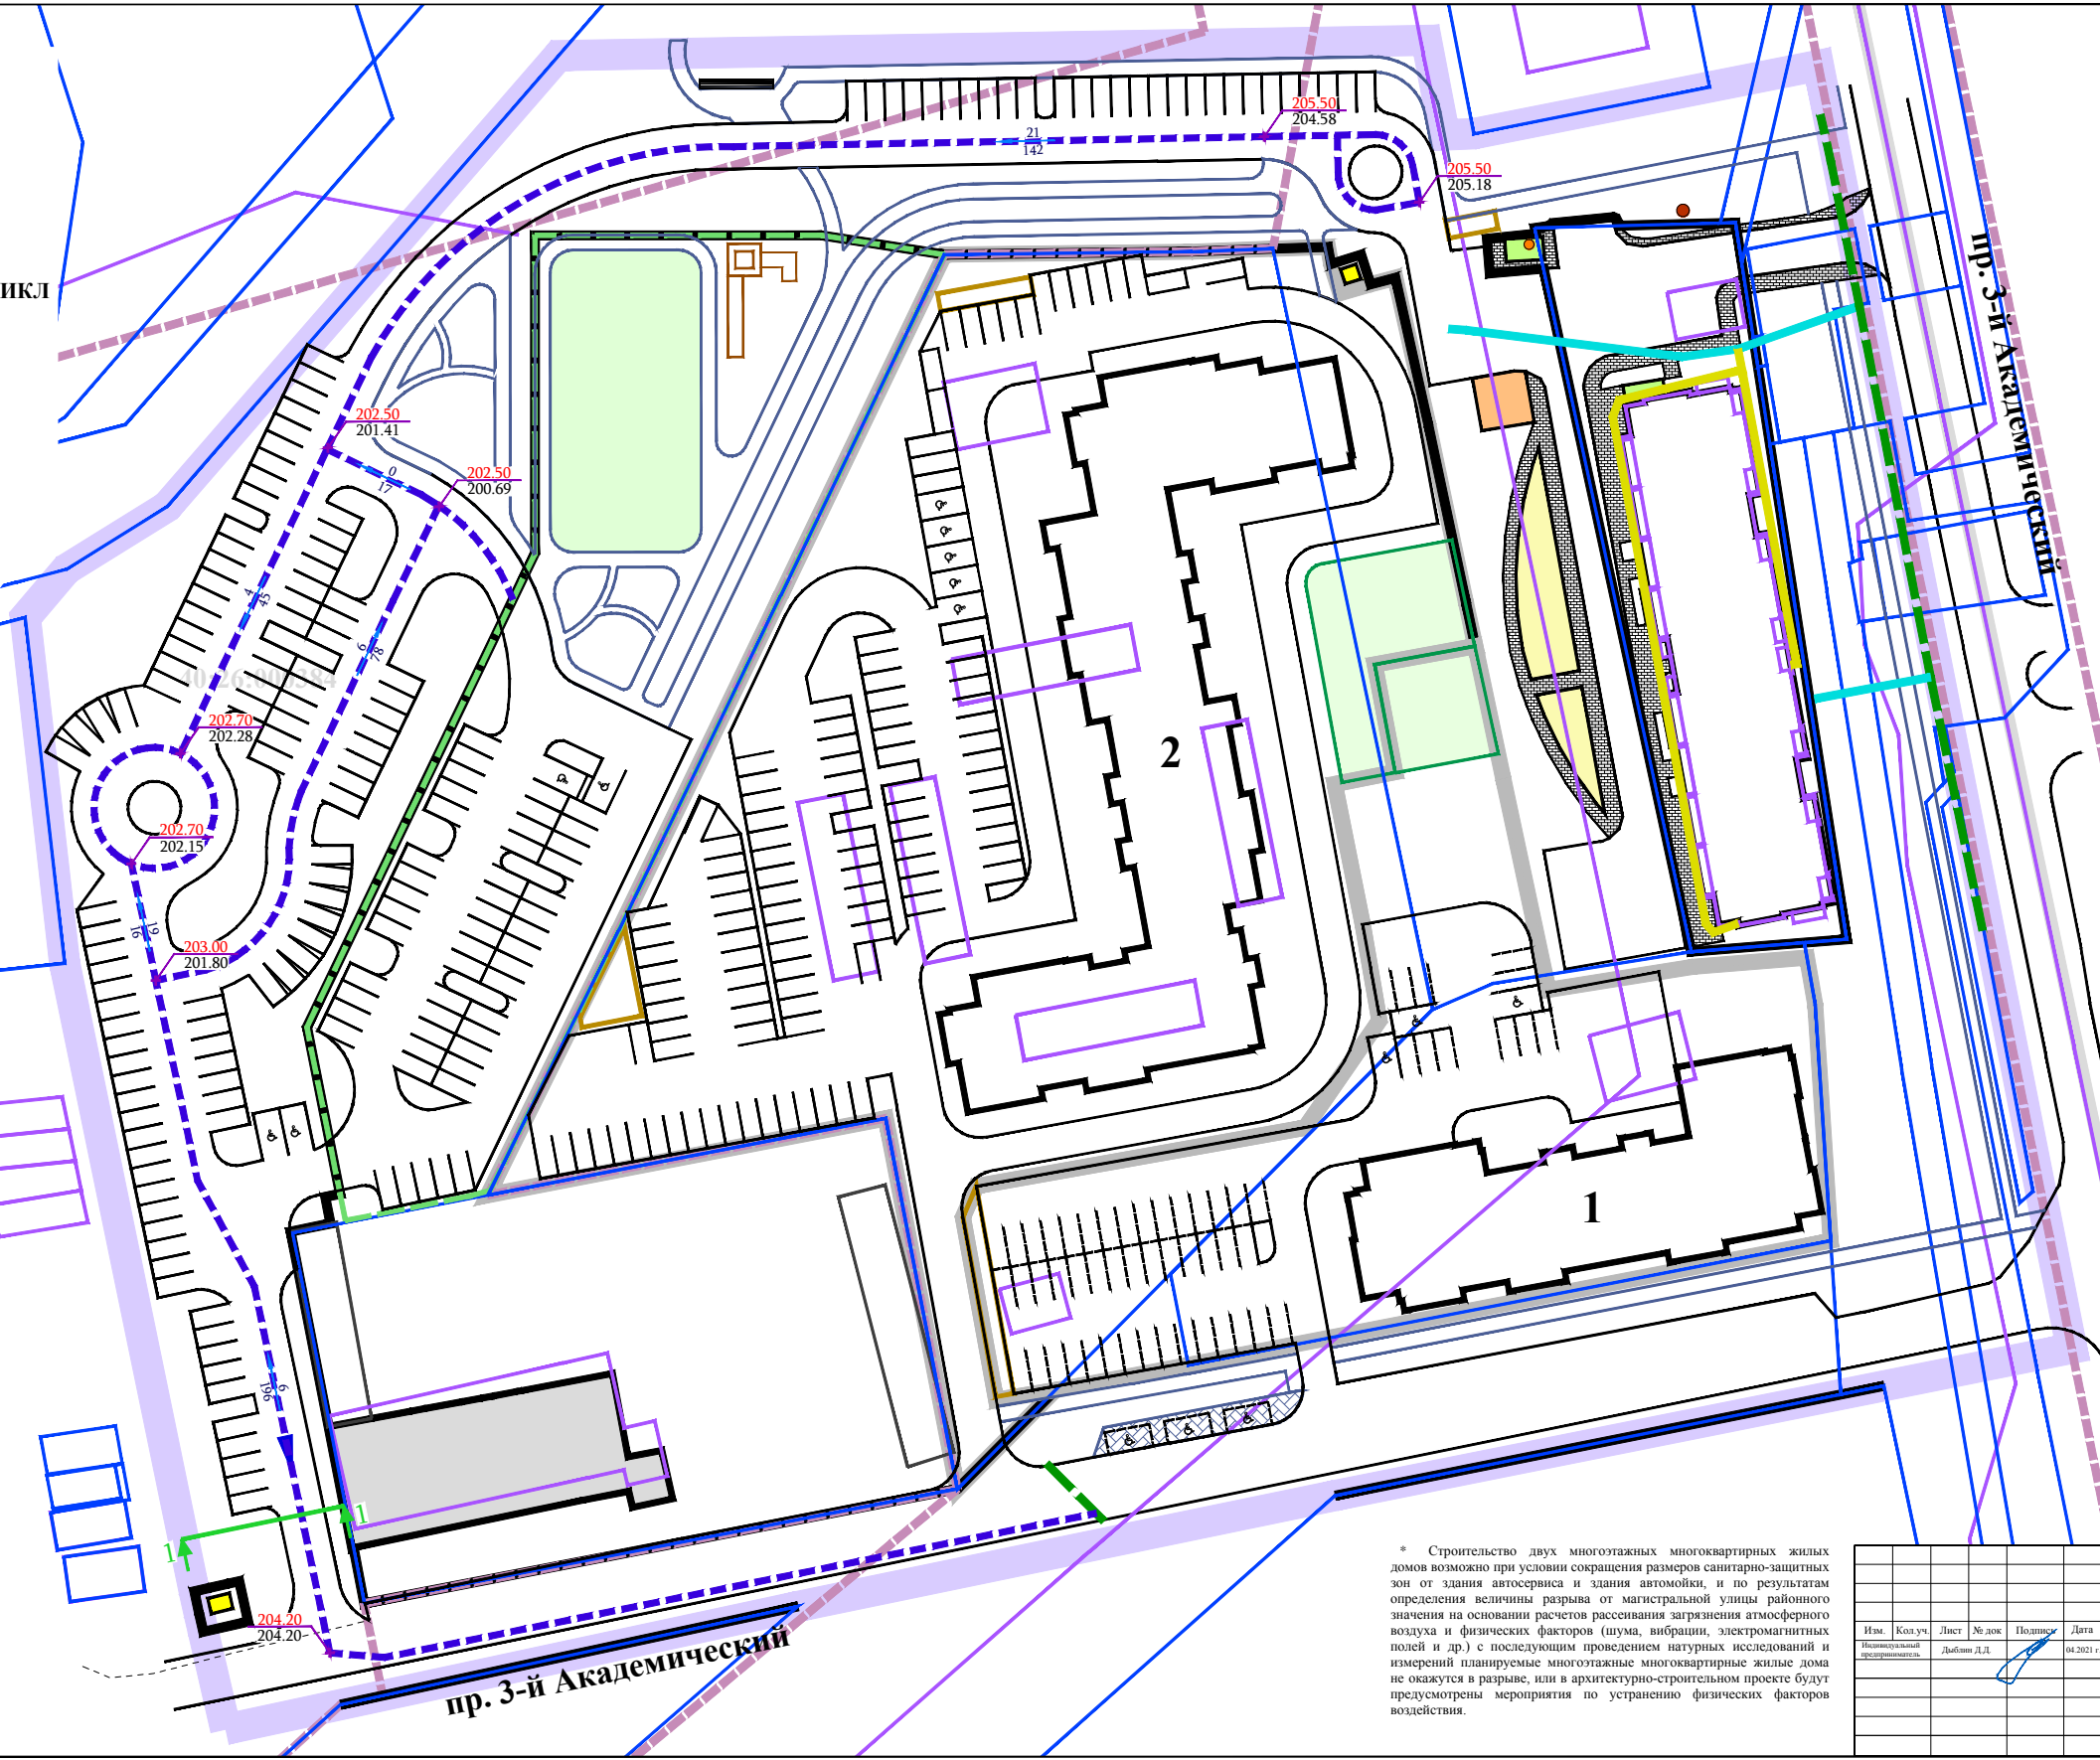 205.50
204.58
21
142
205.50
205.18
ИКЛ
пр. 3-й Академический
202.50
201.41
0
17
202.50
200.69
4
45
6
78
202.70
202.28
2
202.70
202.15
19
16
203.00
201.80
1
6
196
1
1
204.20
204.20
пр. 3-й Академический
* Строительство двух многоэтажных многоквартирных жилых
домов возможно при условии сокращения размеров санитарно-защитных
зон от здания автосервиса и здания автомойки, и по результатам
определения величины разрыва от магистральной улицы районного
значения на основании расчетов рассеивания загрязнения атмосферного
воздуха и физических факторов (шума, вибрации, электромагнитных
полей и др.) с последующим проведением натурных исследований и
измерений планируемые многоэтажные многоквартирные жилые дома
не окажутся в разрыве, или в архитектурно-строительном проекте будут
предусмотрены мероприятия по устранению физических факторов
воздействия.
Изм. Кол.уч. Лист № док Подпись Дата
Индивидуальный
предприниматель
Дыблин Д.Д.
04.2021 г.